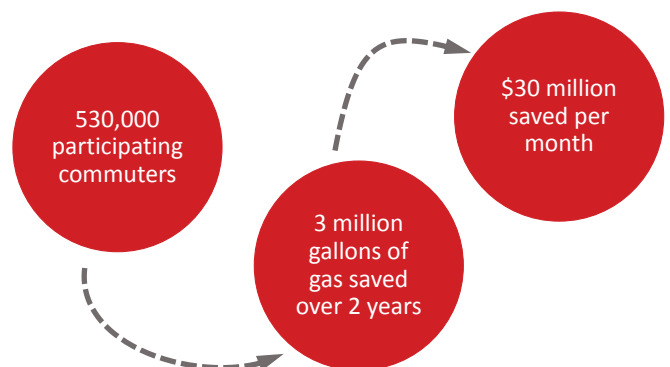 530,000
participating
commuters
3 million
gallons of
gas saved
over 2 years
$30 million
saved per
month